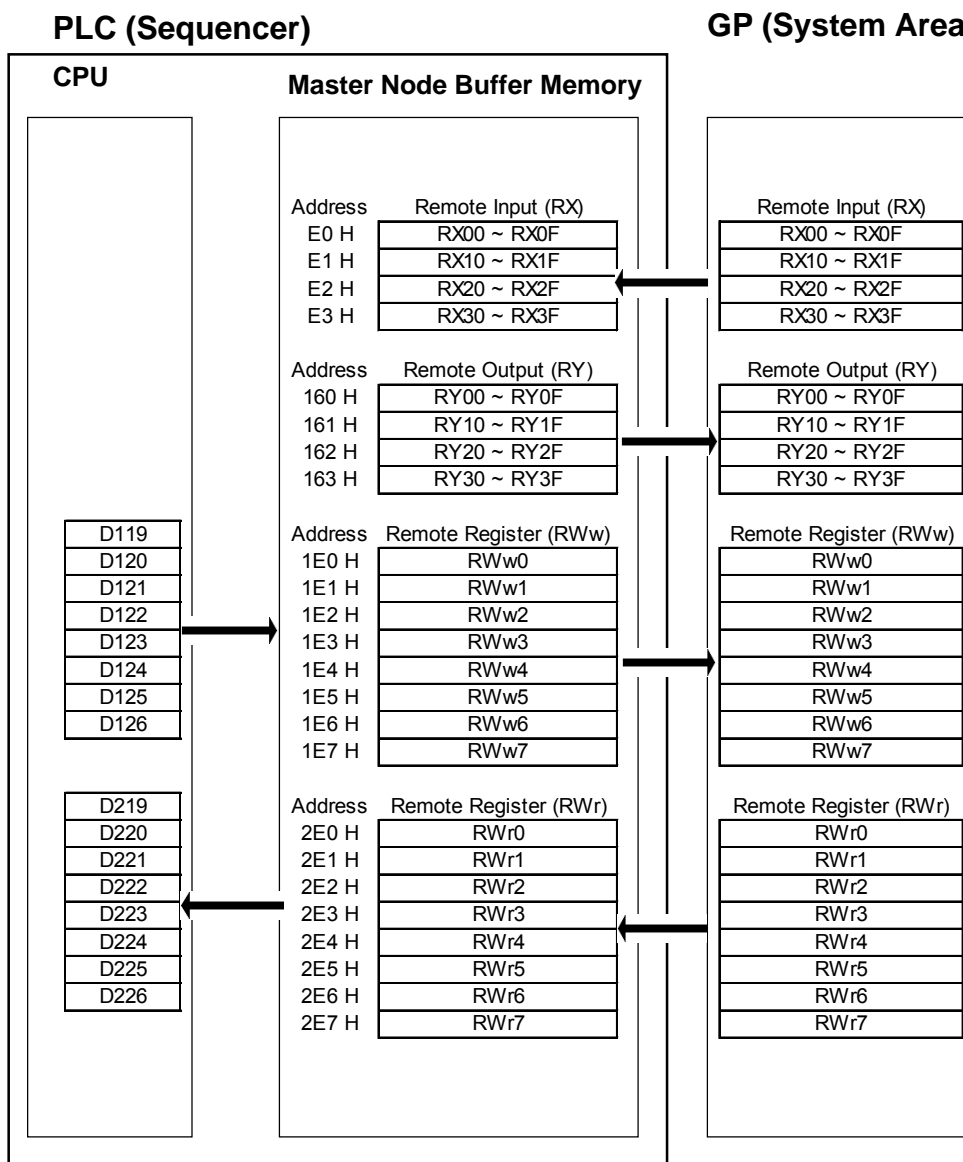 PLC (Sequencer) GP (System Area
CPU Master Node Buffer Memory
Address Remote Input (RX) Remote Input (RX)
E0 H RX00 ~ RX0F RX00 ~ RX0F
E1 H RX10 ~ RX1F RX10 ~ RX1F
E2 H RX20 ~ RX2F RX20 ~ RX2F
E3 H RX30 ~ RX3F RX30 ~ RX3F
Address Remote Output (RY) Remote Output (RY)
160 H RY00 ~ RY0F RY00 ~ RY0F
161 H RY10 ~ RY1F RY10 ~ RY1F
162 H RY20 ~ RY2F RY20 ~ RY2F
163 H RY30 ~ RY3F RY30 ~ RY3F
D119 Address Remote Register (RWw) Remote Register (RWw)
D120 1E0 H RWw0 RWw0
D121 1E1 H RWw1 RWw1
D122 1E2 H RWw2 RWw2
D123 1E3 H RWw3 RWw3
D124 1E4 H RWw4 RWw4
D125 1E5 H RWw5 RWw5
D126 1E6 H RWw6 RWw6
1E7 H RWw7 RWw7
D219 Address Remote Register (RWr) Remote Register (RWr)
D220 2E0 H RWr0 RWr0
D221 2E1 H RWr1 RWr1
D222 2E2 H RWr2 RWr2
D223 2E3 H RWr3 RWr3
D224 2E4 H RWr4 RWr4
D225 2E5 H RWr5 RWr5
D226 2E6 H RWr6 RWr6
2E7 H RWr7 RWr7